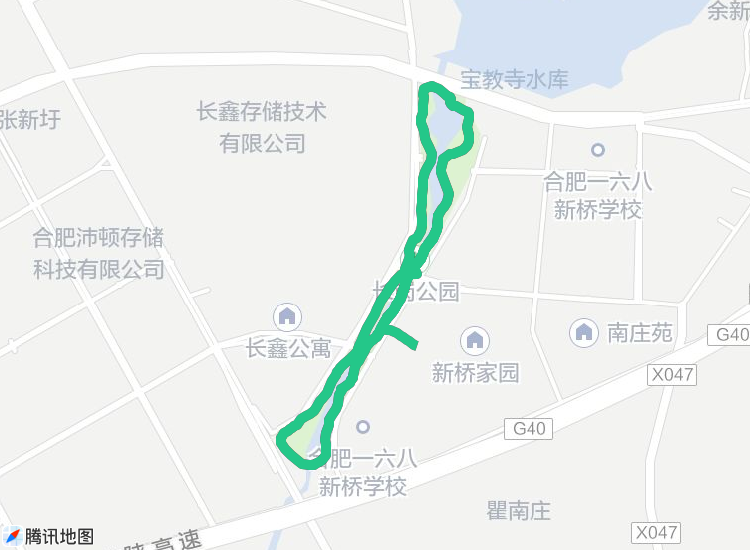 余新
宝教寺水库
张新圩
长鑫存储技术
有限公司
合肥一六八
新桥学校
合肥沛顿存储
科技有限公司
公园
长鑫公寓
南庄苑
G40
新桥家园
X047
G40
合肥一六八
新桥学校
瞿南庄
X047
高速
腾讯地图